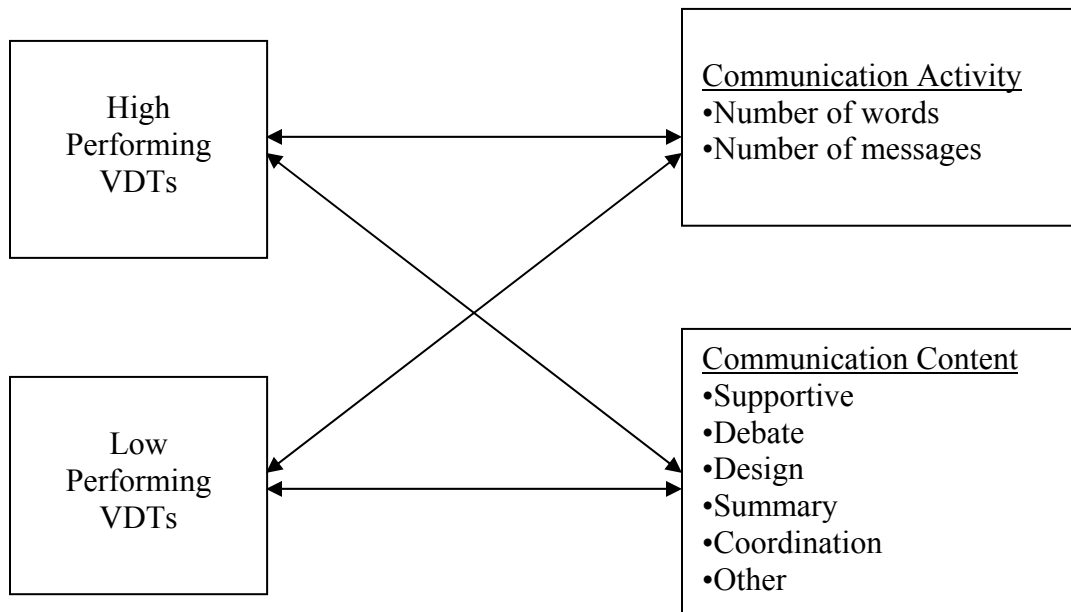 High
Performing
VDTs
Communication Activity
•Number of words
•Number of messages
Low
Performing
VDTs
Communication Content
•Supportive
•Debate
•Design
•Summary
•Coordination
•Other